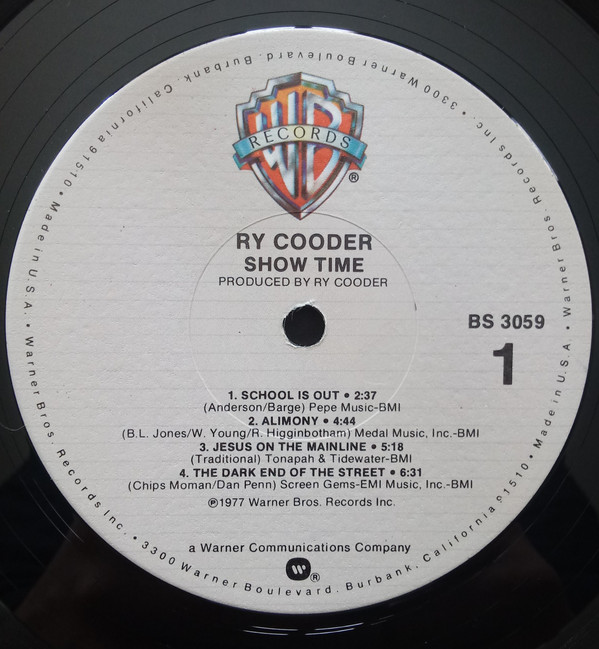 Warner Bros. Records Inc. • 3300 Warner Boulevard. Burbank. California 91510 • Made in U.S.A. • Warner Bros. Records Inc. • 3300 Warner Boulevard. Burbank. California 91510 • Made in U.S.A •
WB
RECORDS
®
RY COODER
SHOW TIME
PRODUCED BY RY COODER
BS 3059
1
1. SCHOOL IS OUT • 2:37
(Anderson/Barge) Pepe Music-BMI
2. ALIMONY • 4:44
(B.L. Jones/W. Young/R. Higginbotham) Medal Music, Inc.-BMI
3. JESUS ON THE MAINLINE • 5:18
(Traditional) Tonapah & Tidewater-BMI
4. THE DARK END OF THE STREET • 6:31
(Chips Moman/Dan Penn) Screen Gems-EMI Music, Inc.-BMI
℗1977 Warner Bros. Records Inc.
a Warner Communications Company
®